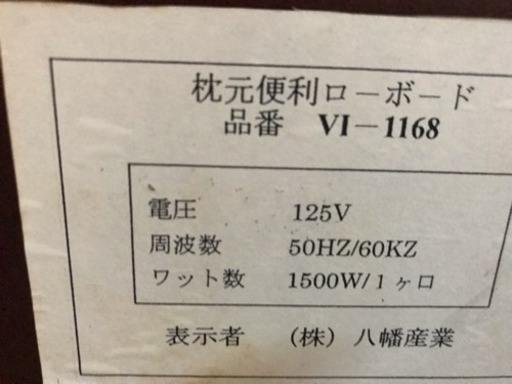 枕元便利ローボード
品番 VI-1168
電圧 125V
周波数 50HZ/60KZ
ワット数 1500W/1ヶ口
表示者 (株) 八幡産業